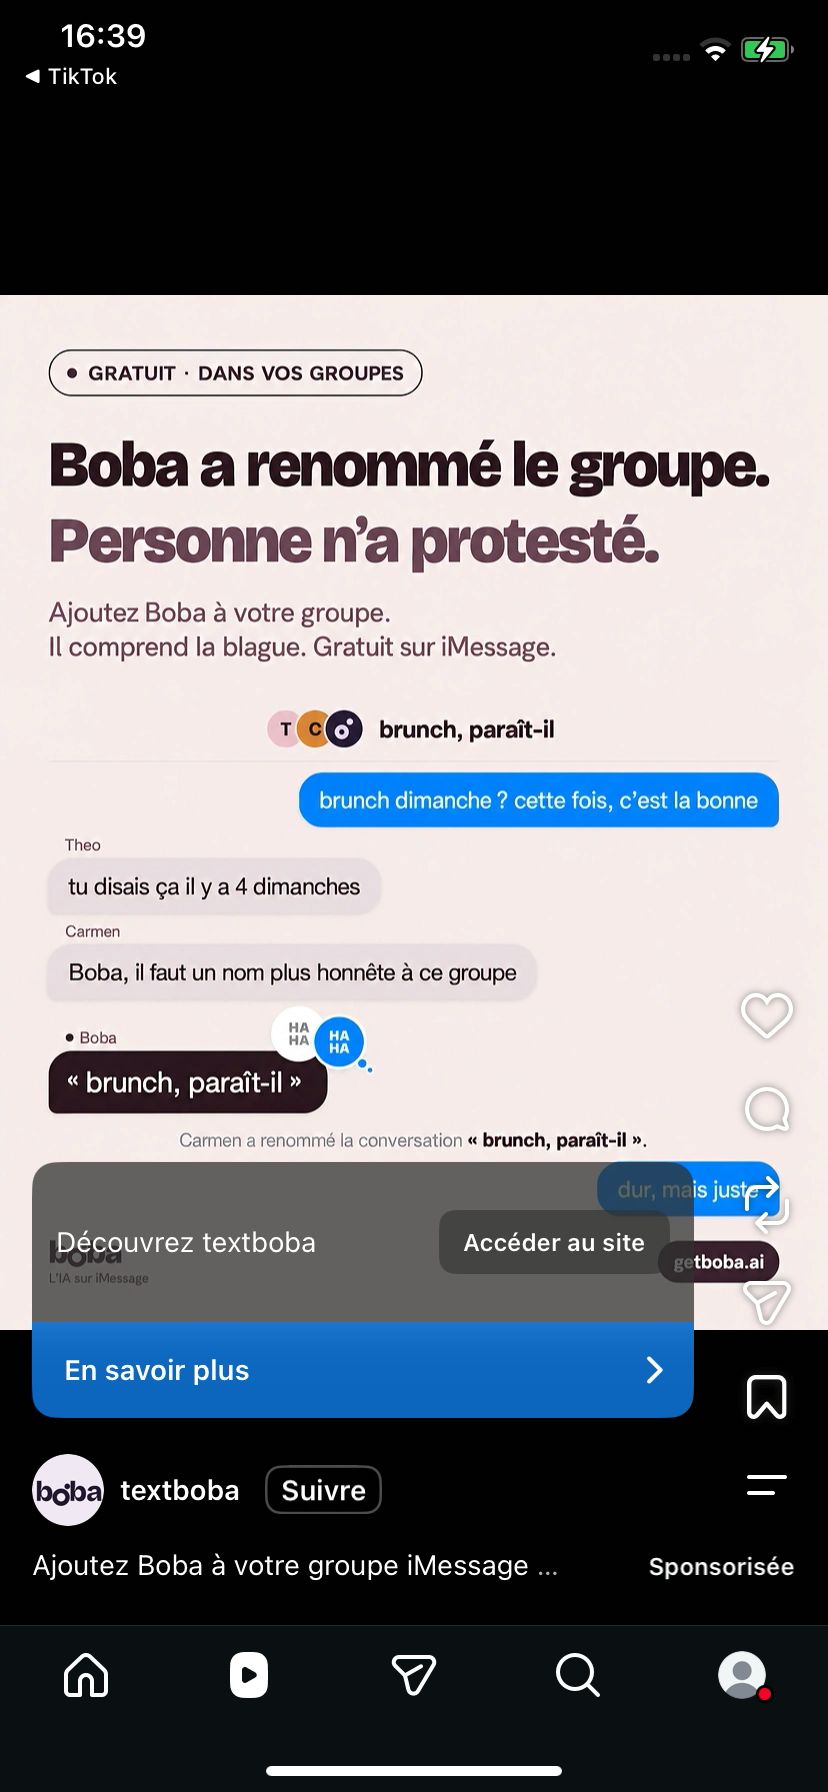 16:39
◀ TikTok
• GRATUIT · DANS VOS GROUPES
Boba a renommé le groupe.
Personne n’a protesté.
Ajoutez Boba à votre groupe.
Il comprend la blague. Gratuit sur iMessage.
T C brunch, paraît-il
brunch dimanche ? cette fois, c’est la bonne
Theo
tu disais ça il y a 4 dimanches
Carmen
Boba, il faut un nom plus honnête à ce groupe
• Boba
HA HA
HA HA
« brunch, paraît-il »
Carmen a renommé la conversation « brunch, paraît-il ».
dur, mais juste
Découvrez textboba
Accéder au site
boba
L’IA sur iMessage
getboba.ai
En savoir plus
boba
textboba
Suivre
Ajoutez Boba à votre groupe iMessage ...
Sponsorisée